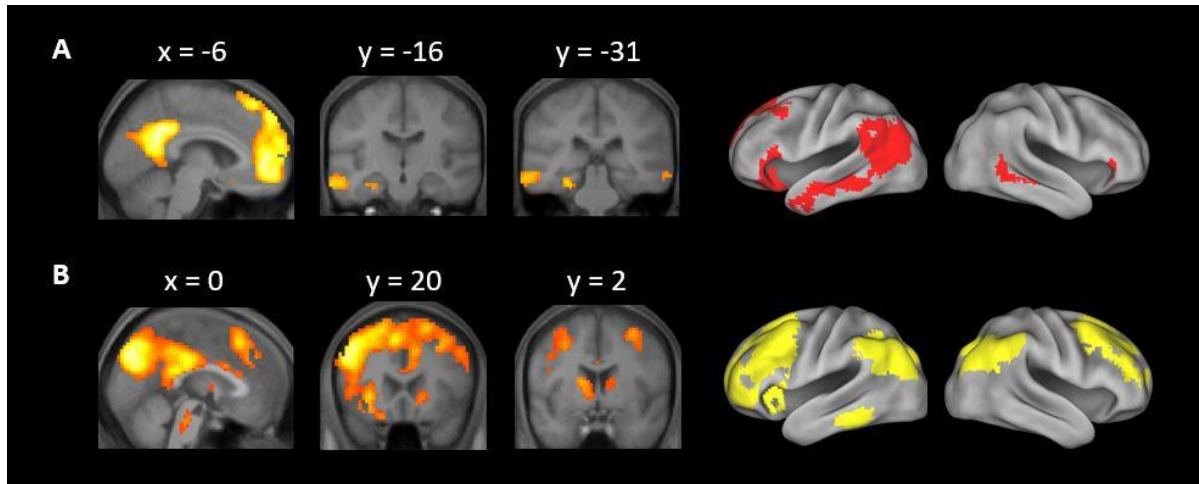 A
x = -6 y = -16 y = -31
B
x = 0 y = 20 y = 2